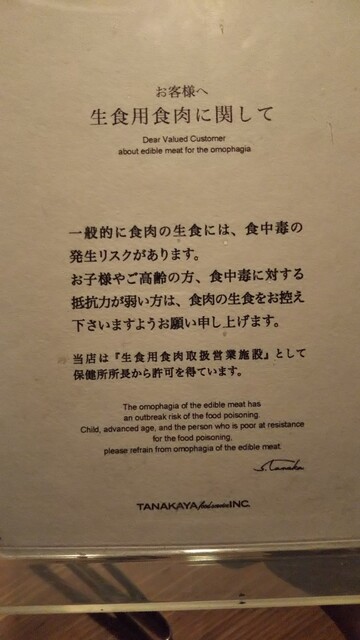 お客様へ
生食用食肉に関して
Dear Valued Customer
about edible meat for the omophagia
一般的に食肉の生食には、食中毒の
発生リスクがあります。
お子様やご高齢の方、食中毒に対する
抵抗力が弱い方は、食肉の生食をお控え
下さいますようお願い申し上げます。
当店は『生食用食肉取扱営業施設』として
保健所所長から許可を得ています。
The omophagia of the edible meat has
an outbreak risk of the food poisoning.
Child, advanced age, and the person who is poor at resistance
for the food poisoning,
please refrain from omophagia of the edible meat.
S.Tanaka
TANAKAYA INC.